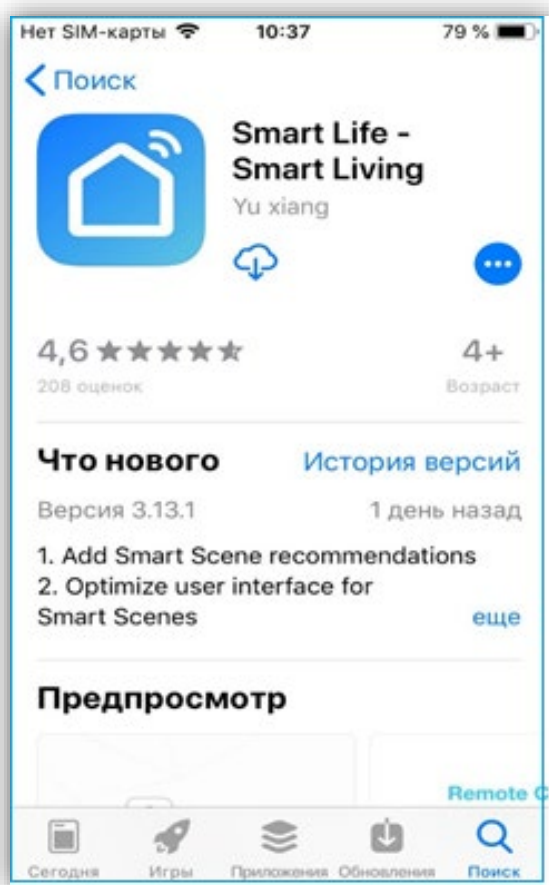 Нет SIM-карты 10:37 79 %
Поиск
Smart Life -
Smart Living
Yu xiang
4,6
4+
208 оценок
Возраст
Что нового
История версий
Версия 3.13.1
1 день назад
1. Add Smart Scene recommendations
2. Optimize user interface for
Smart Scenes
еще
Предпросмотр
Remote C
Сегодня Игры Приложения Обновления Поиск